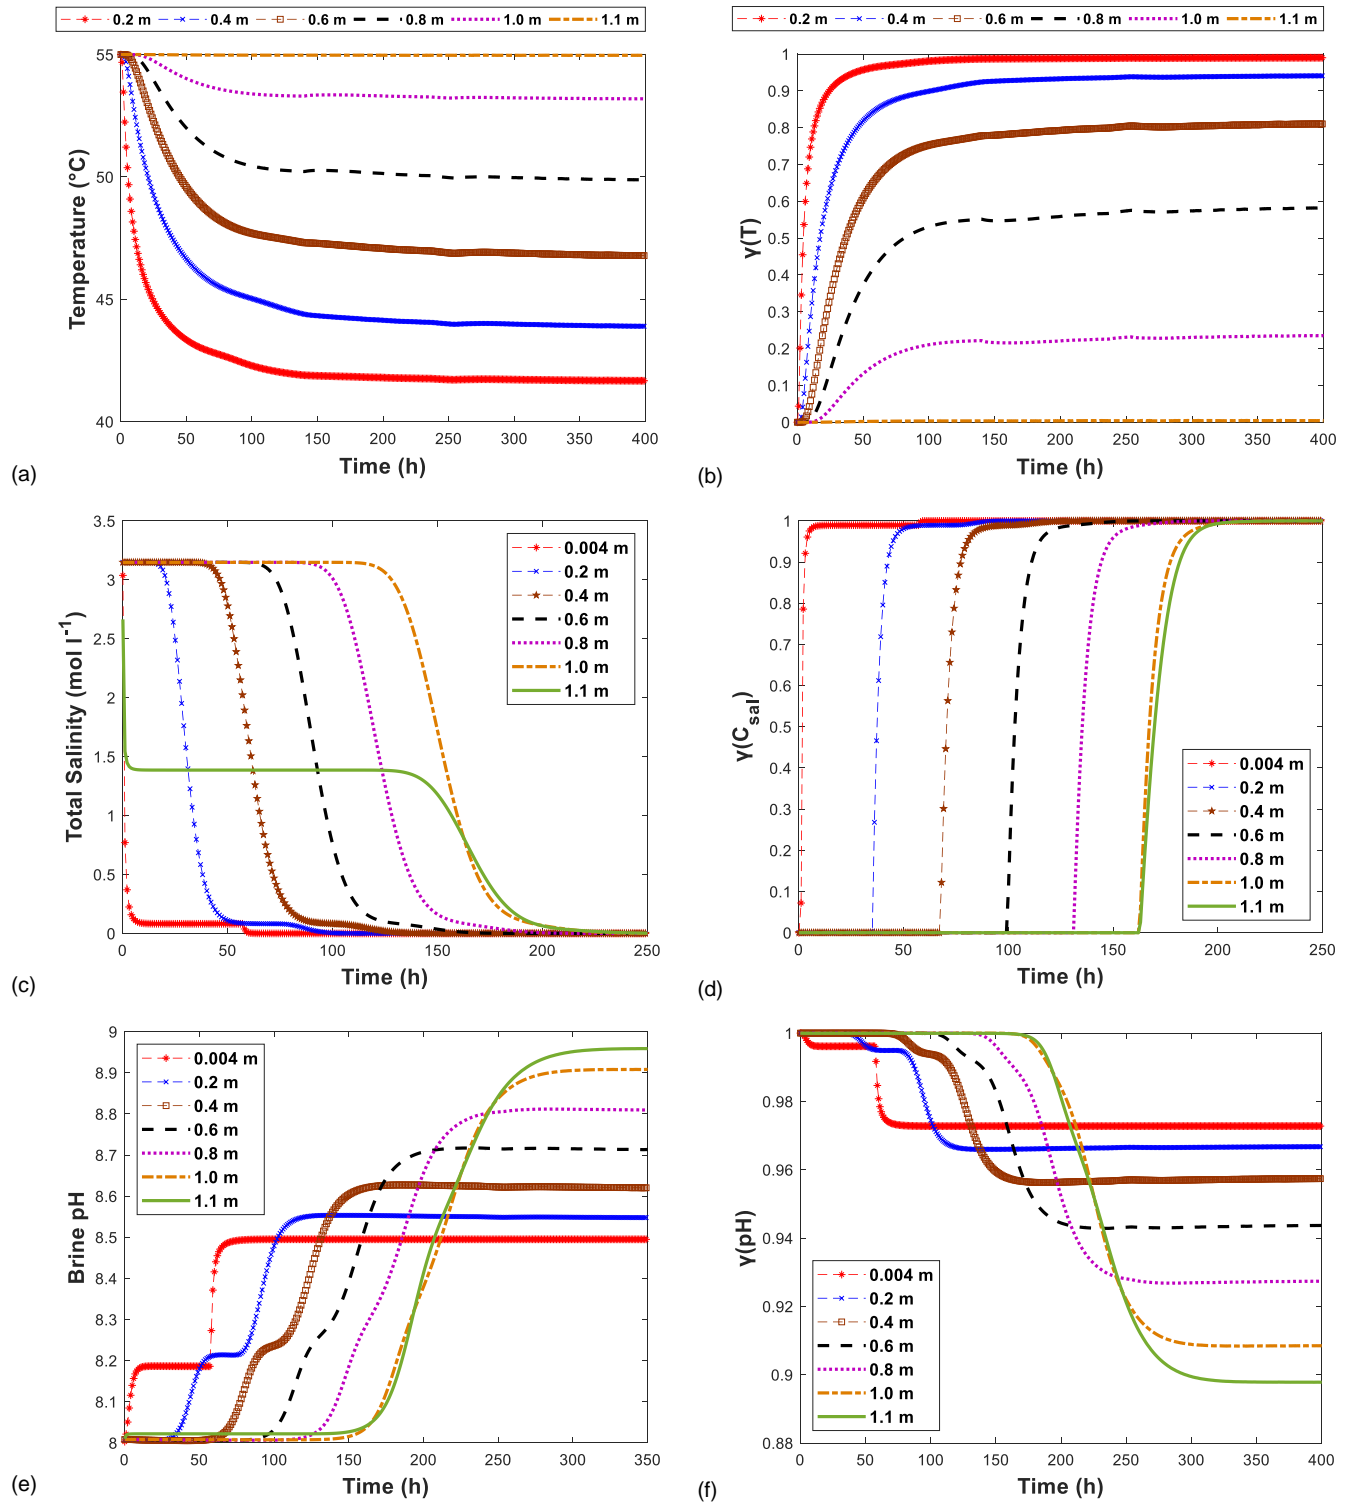 0.2 m 0.4 m 0.6 m 0.8 m 1.0 m 1.1 m
55
50
45
40
0 50 100 150 200 250 300 350 400
Temperature (°C)
Time (h)
(a)
0.2 m 0.4 m 0.6 m 0.8 m 1.0 m 1.1 m
1
0.9
0.8
0.7
0.6
0.5
0.4
0.3
0.2
0.1
0
0 50 100 150 200 250 300 350 400
γ(T)
Time (h)
(b)
3.5
3
2.5
2
1.5
1
0.5
0
0 50 100 150 200 250
Total Salinity (mol l⁻¹)
Time (h)
0.004 m
0.2 m
0.4 m
0.6 m
0.8 m
1.0 m
1.1 m
(c)
1
0.9
0.8
0.7
0.6
0.5
0.4
0.3
0.2
0.1
0
0 50 100 150 200 250
γ(C_sal)
Time (h)
0.004 m
0.2 m
0.4 m
0.6 m
0.8 m
1.0 m
1.1 m
(d)
9
8.9
8.8
8.7
8.6
8.5
8.4
8.3
8.2
8.1
8
0 50 100 150 200 250 300 350
Brine pH
Time (h)
0.004 m
0.2 m
0.4 m
0.6 m
0.8 m
1.0 m
1.1 m
(e)
1
0.98
0.96
0.94
0.92
0.9
0.88
0 50 100 150 200 250 300 350 400
γ(pH)
Time (h)
0.004 m
0.2 m
0.4 m
0.6 m
0.8 m
1.0 m
1.1 m
(f)